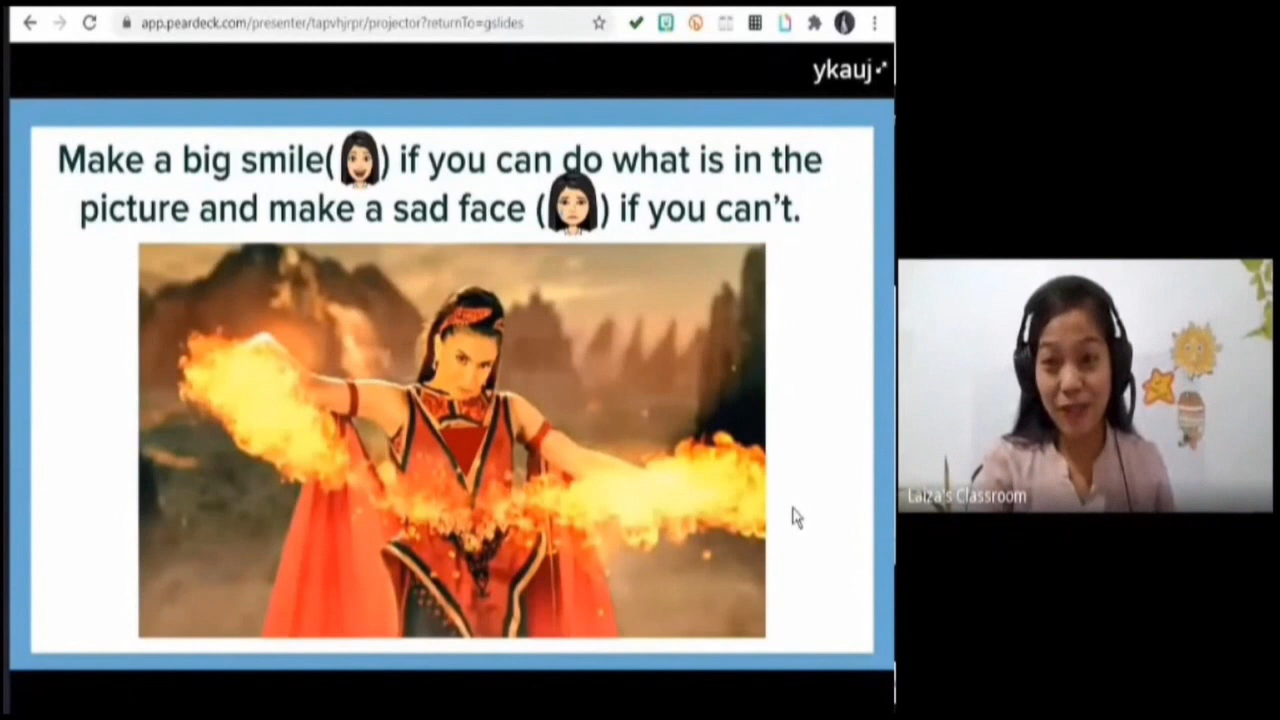 app.peardeck.com/presenter/tapvhjrpr/projector?returnTo=gslides
ykauj
Make a big smile( ) if you can do what is in the
picture and make a sad face ( ) if you can't.
Laiza's Classroom